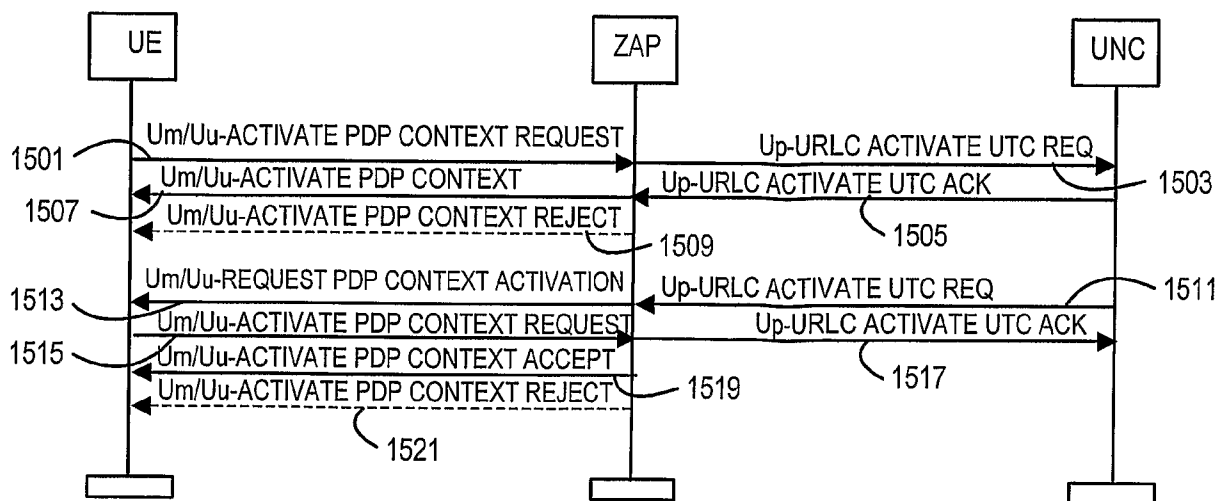 UE
ZAP
UNC
Um/Uu-ACTIVATE PDP CONTEXT REQUEST
1501
Up-URLC ACTIVATE UTC REQ
1503
Um/Uu-ACTIVATE PDP CONTEXT
1507
Up-URLC ACTIVATE UTC ACK
1505
Um/Uu-ACTIVATE PDP CONTEXT REJECT
1509
Um/Uu-REQUEST PDP CONTEXT ACTIVATION
1513
Up-URLC ACTIVATE UTC REQ
1511
Um/Uu-ACTIVATE PDP CONTEXT REQUEST
1515
Up-URLC ACTIVATE UTC ACK
1517
Um/Uu-ACTIVATE PDP CONTEXT ACCEPT
1519
Um/Uu-ACTIVATE PDP CONTEXT REJECT
1521